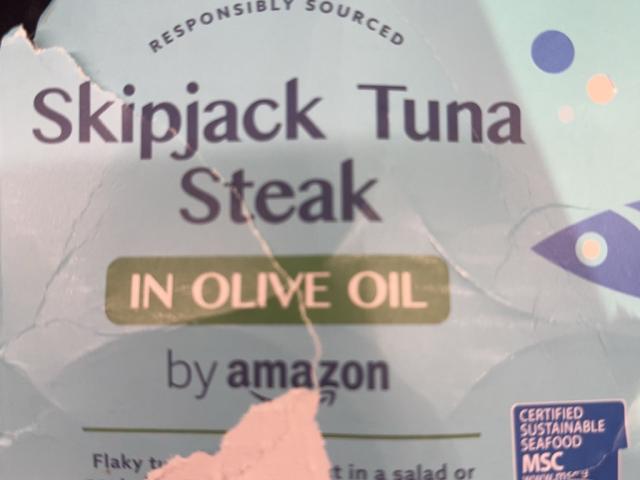 RESPONSIBLY SOURCED
Skipjack Tuna
Steak
IN OLIVE OIL
by amazon
Flaky
in a salad or
CERTIFIED
SUSTAINABLE
SEAFOOD
MSC